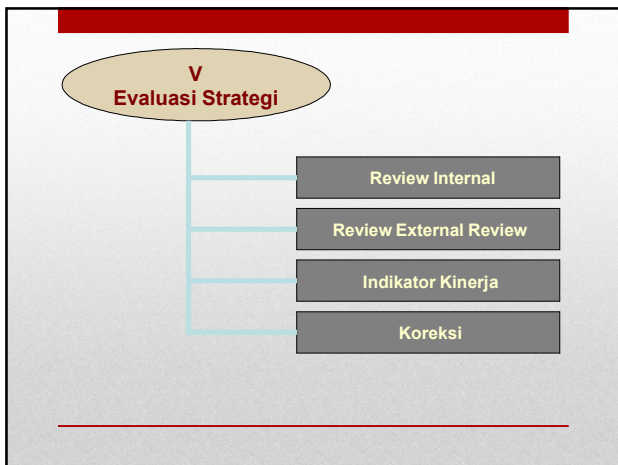 V
Evaluasi Strategi
Review Internal
Review External Review
Indikator Kinerja
Koreksi